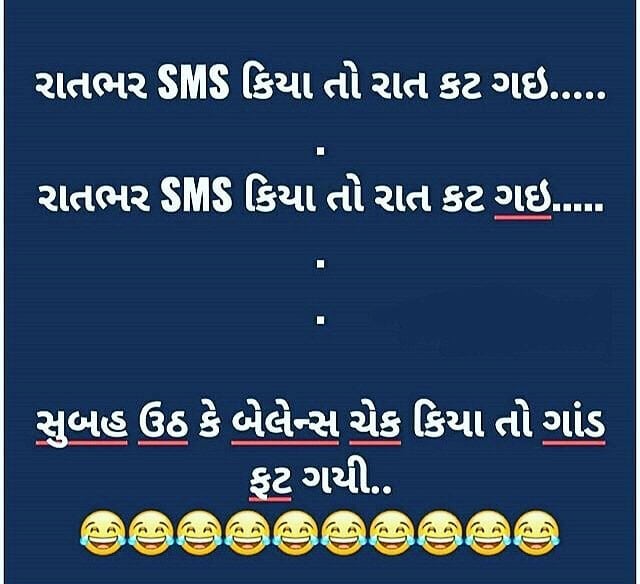 રાતભર SMS કિયા તો રાત કટ ગઇ.....
.
રાતભર SMS કિયા તો રાત કટ ગઇ.....
.
.
સુબહ ઉઠ કે બેલેન્સ ચેક કિયા તો ગાંડ
ફટ ગયી..
😂😂😂😂😂😂😂😂😂😂